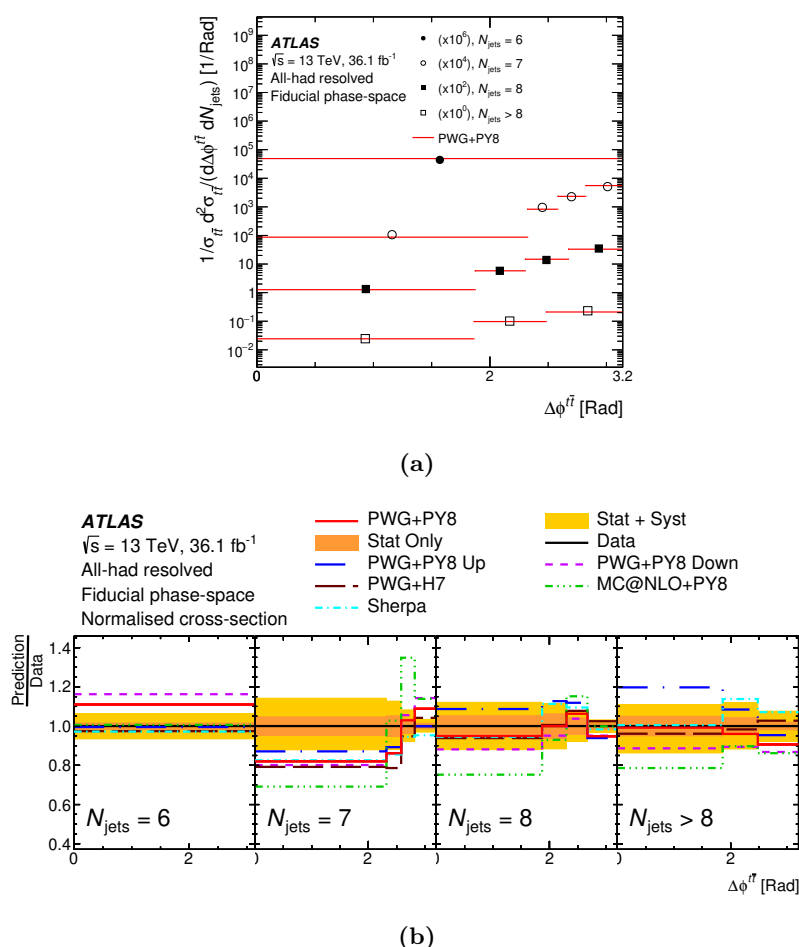 ATLAS
√s = 13 TeV, 36.1 fb⁻¹
All-had resolved
Fiducial phase-space
(x10⁶), N_jets = 6
(x10⁴), N_jets = 7
(x10²), N_jets = 8
(x10⁰), N_jets > 8
PWG+PY8
1/σ_tt̄ d²σ_tt̄/(dΔϕ^tt̄ dN_jets) [1/Rad]
10⁹
10⁸
10⁷
10⁶
10⁵
10⁴
10³
10²
10
1
10⁻¹
10⁻²
0 2 3.2
Δϕ^tt̄ [Rad]
(a)
ATLAS
√s = 13 TeV, 36.1 fb⁻¹
All-had resolved
Fiducial phase-space
Normalised cross-section
PWG+PY8
Stat Only
PWG+PY8 Up
PWG+H7
Sherpa
Stat + Syst
Data
PWG+PY8 Down
MC@NLO+PY8
Prediction
Data
1.4
1.2
1.0
0.8
0.6
0.4
N_jets = 6 N_jets = 7 N_jets = 8 N_jets > 8
0 2 0 2 0 2 0 2
Δϕ^tt̄ [Rad]
(b)